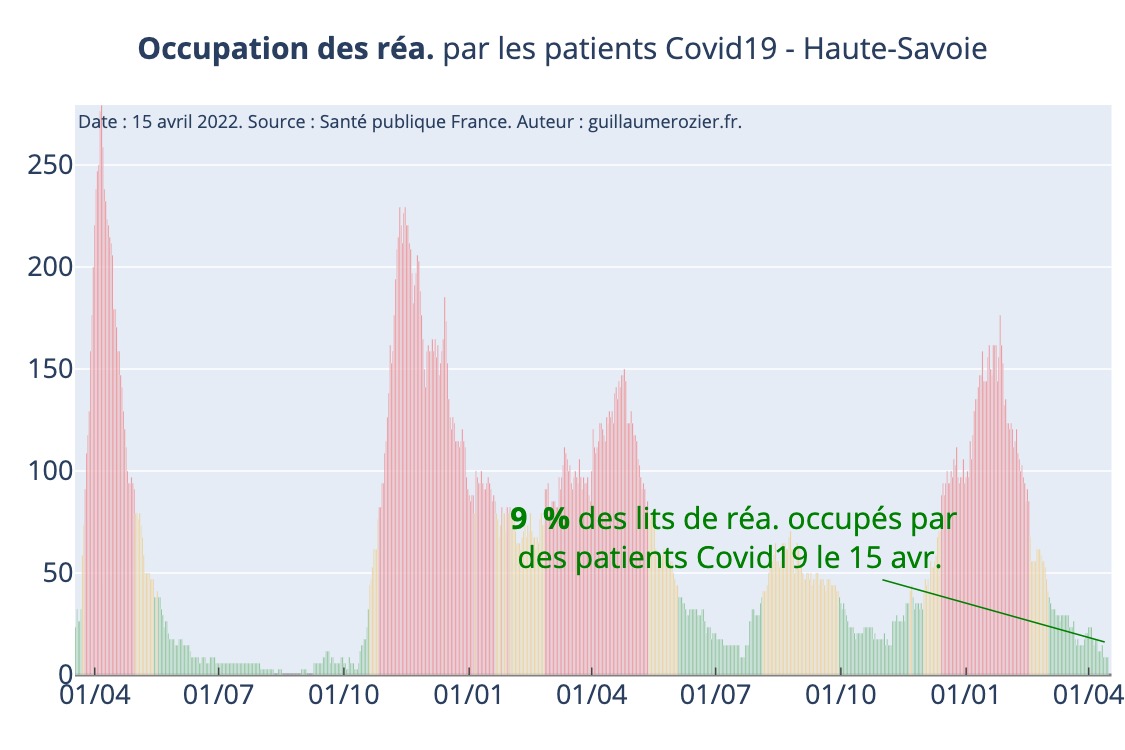 Occupation des réa. par les patients Covid19 - Haute-Savoie
Date : 15 avril 2022. Source : Santé publique France. Auteur : guillaumerozier.fr.
250
200
150
100
9 % des lits de réa. occupés par
des patients Covid19 le 15 avr.
50
0
01/04 01/07 01/10 01/01 01/04 01/07 01/10 01/01 01/04